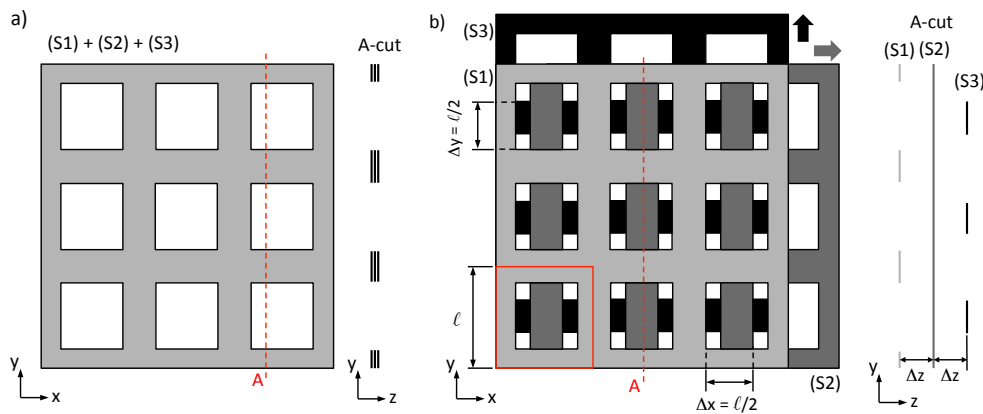 a)
(S1) + (S2) + (S3)
A-cut
A
y
x
y
z
b)
(S3)
(S1)
Δy = ℓ/2
ℓ
A
Δx = ℓ/2
(S2)
y
x
A-cut
(S1) (S2)
(S3)
Δz Δz
y
z